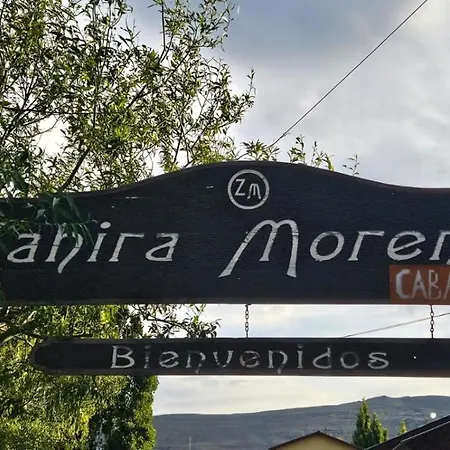 ZM
ahira Moren
CABA
Bienvenidos